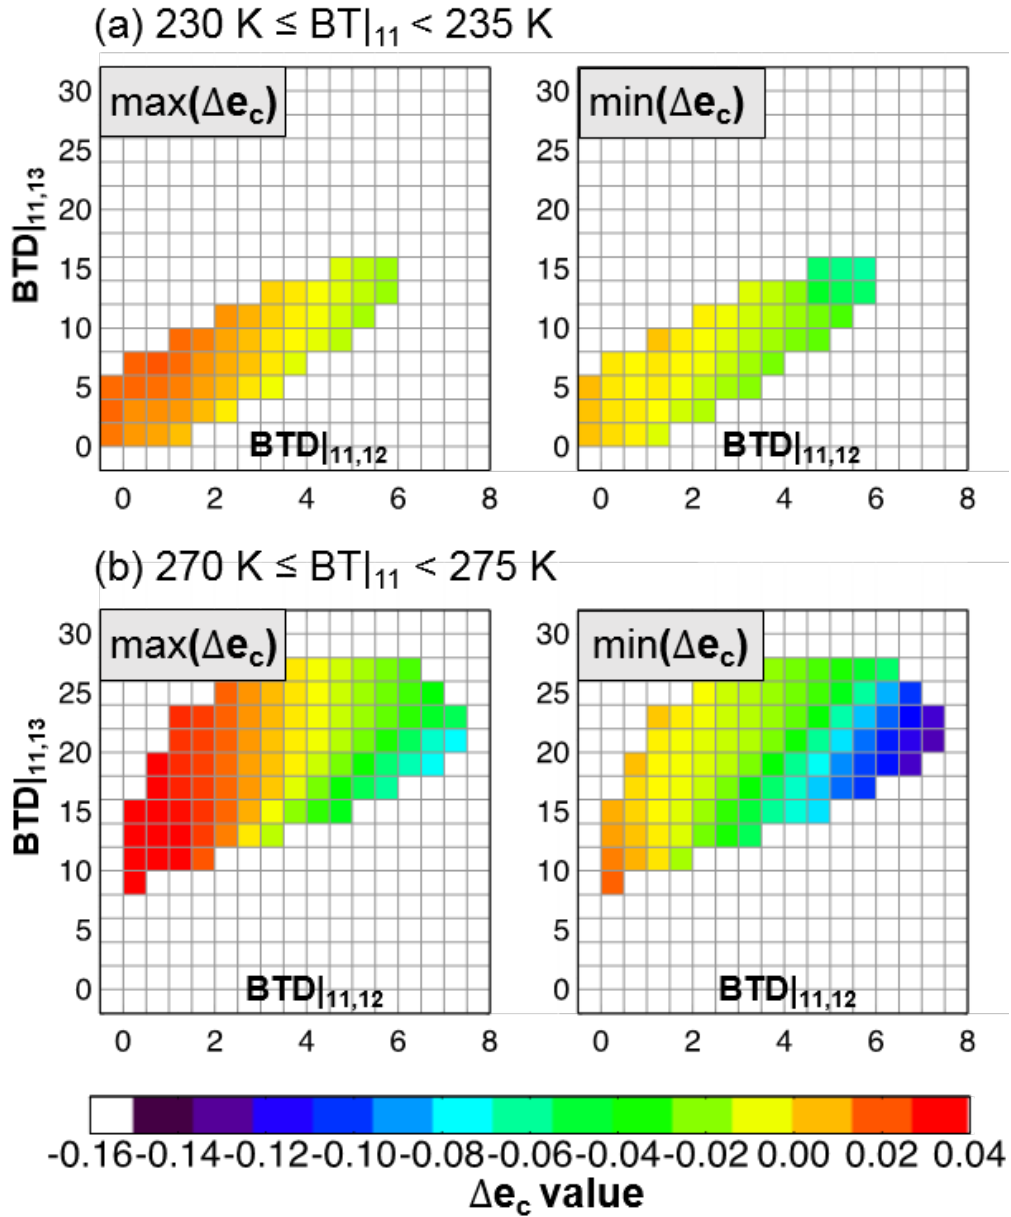 (a) 230 K ≤ BT|11 < 235 K
max(Δec)
min(Δec)
BTD|11,13
30 25 20 15 10 5 0
30 25 20 15 10 5 0
BTD|11,12
BTD|11,12
0 2 4 6 8
0 2 4 6 8
(b) 270 K ≤ BT|11 < 275 K
max(Δec)
min(Δec)
BTD|11,13
30 25 20 15 10 5 0
30 25 20 15 10 5 0
BTD|11,12
BTD|11,12
0 2 4 6 8
0 2 4 6 8
-0.16 -0.14 -0.12 -0.10 -0.08 -0.06 -0.04 -0.02 0.00 0.02 0.04
Δec value